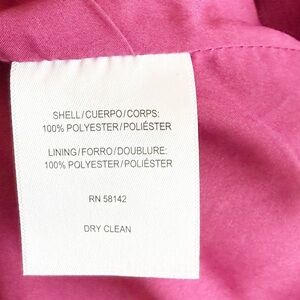 SHELL/CUERPO/CORPS:
100% POLYESTER/POLIÉSTER
LINING/FORRO/DOUBLURE:
100% POLYESTER/POLIÉSTER
RN 58142
DRY CLEAN